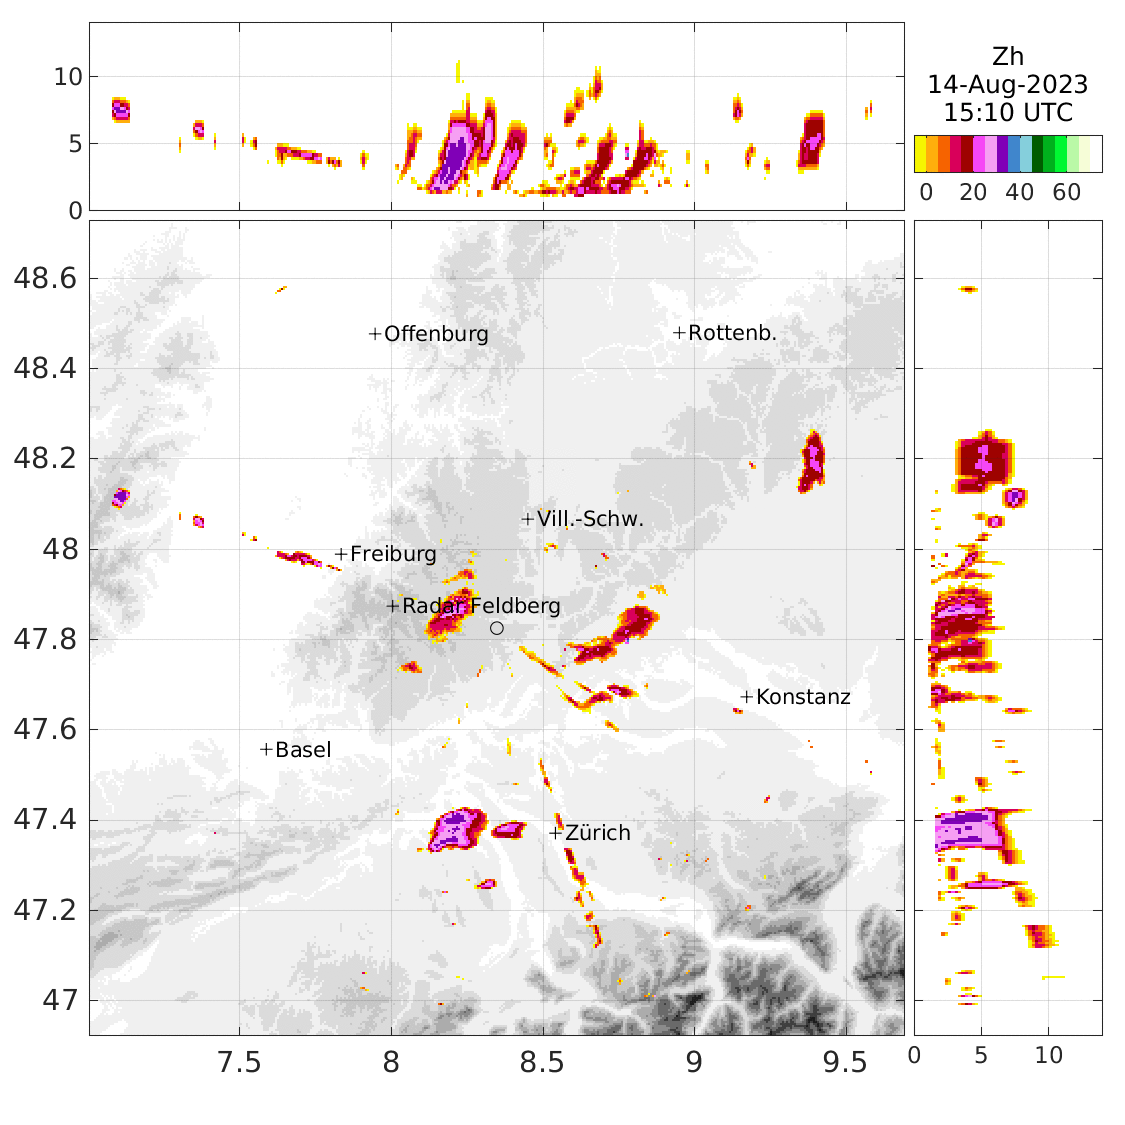 10
5
0
Zh
14-Aug-2023
15:10 UTC
0 20 40 60
48.6
48.4
48.2
48
47.8
47.6
47.4
47.2
47
+Offenburg
+Rottenb.
+Vill.-Schw.
+Freiburg
+Radar Feldberg
+Konstanz
+Basel
+Zürich
7.5 8 8.5 9 9.5
0 5 10